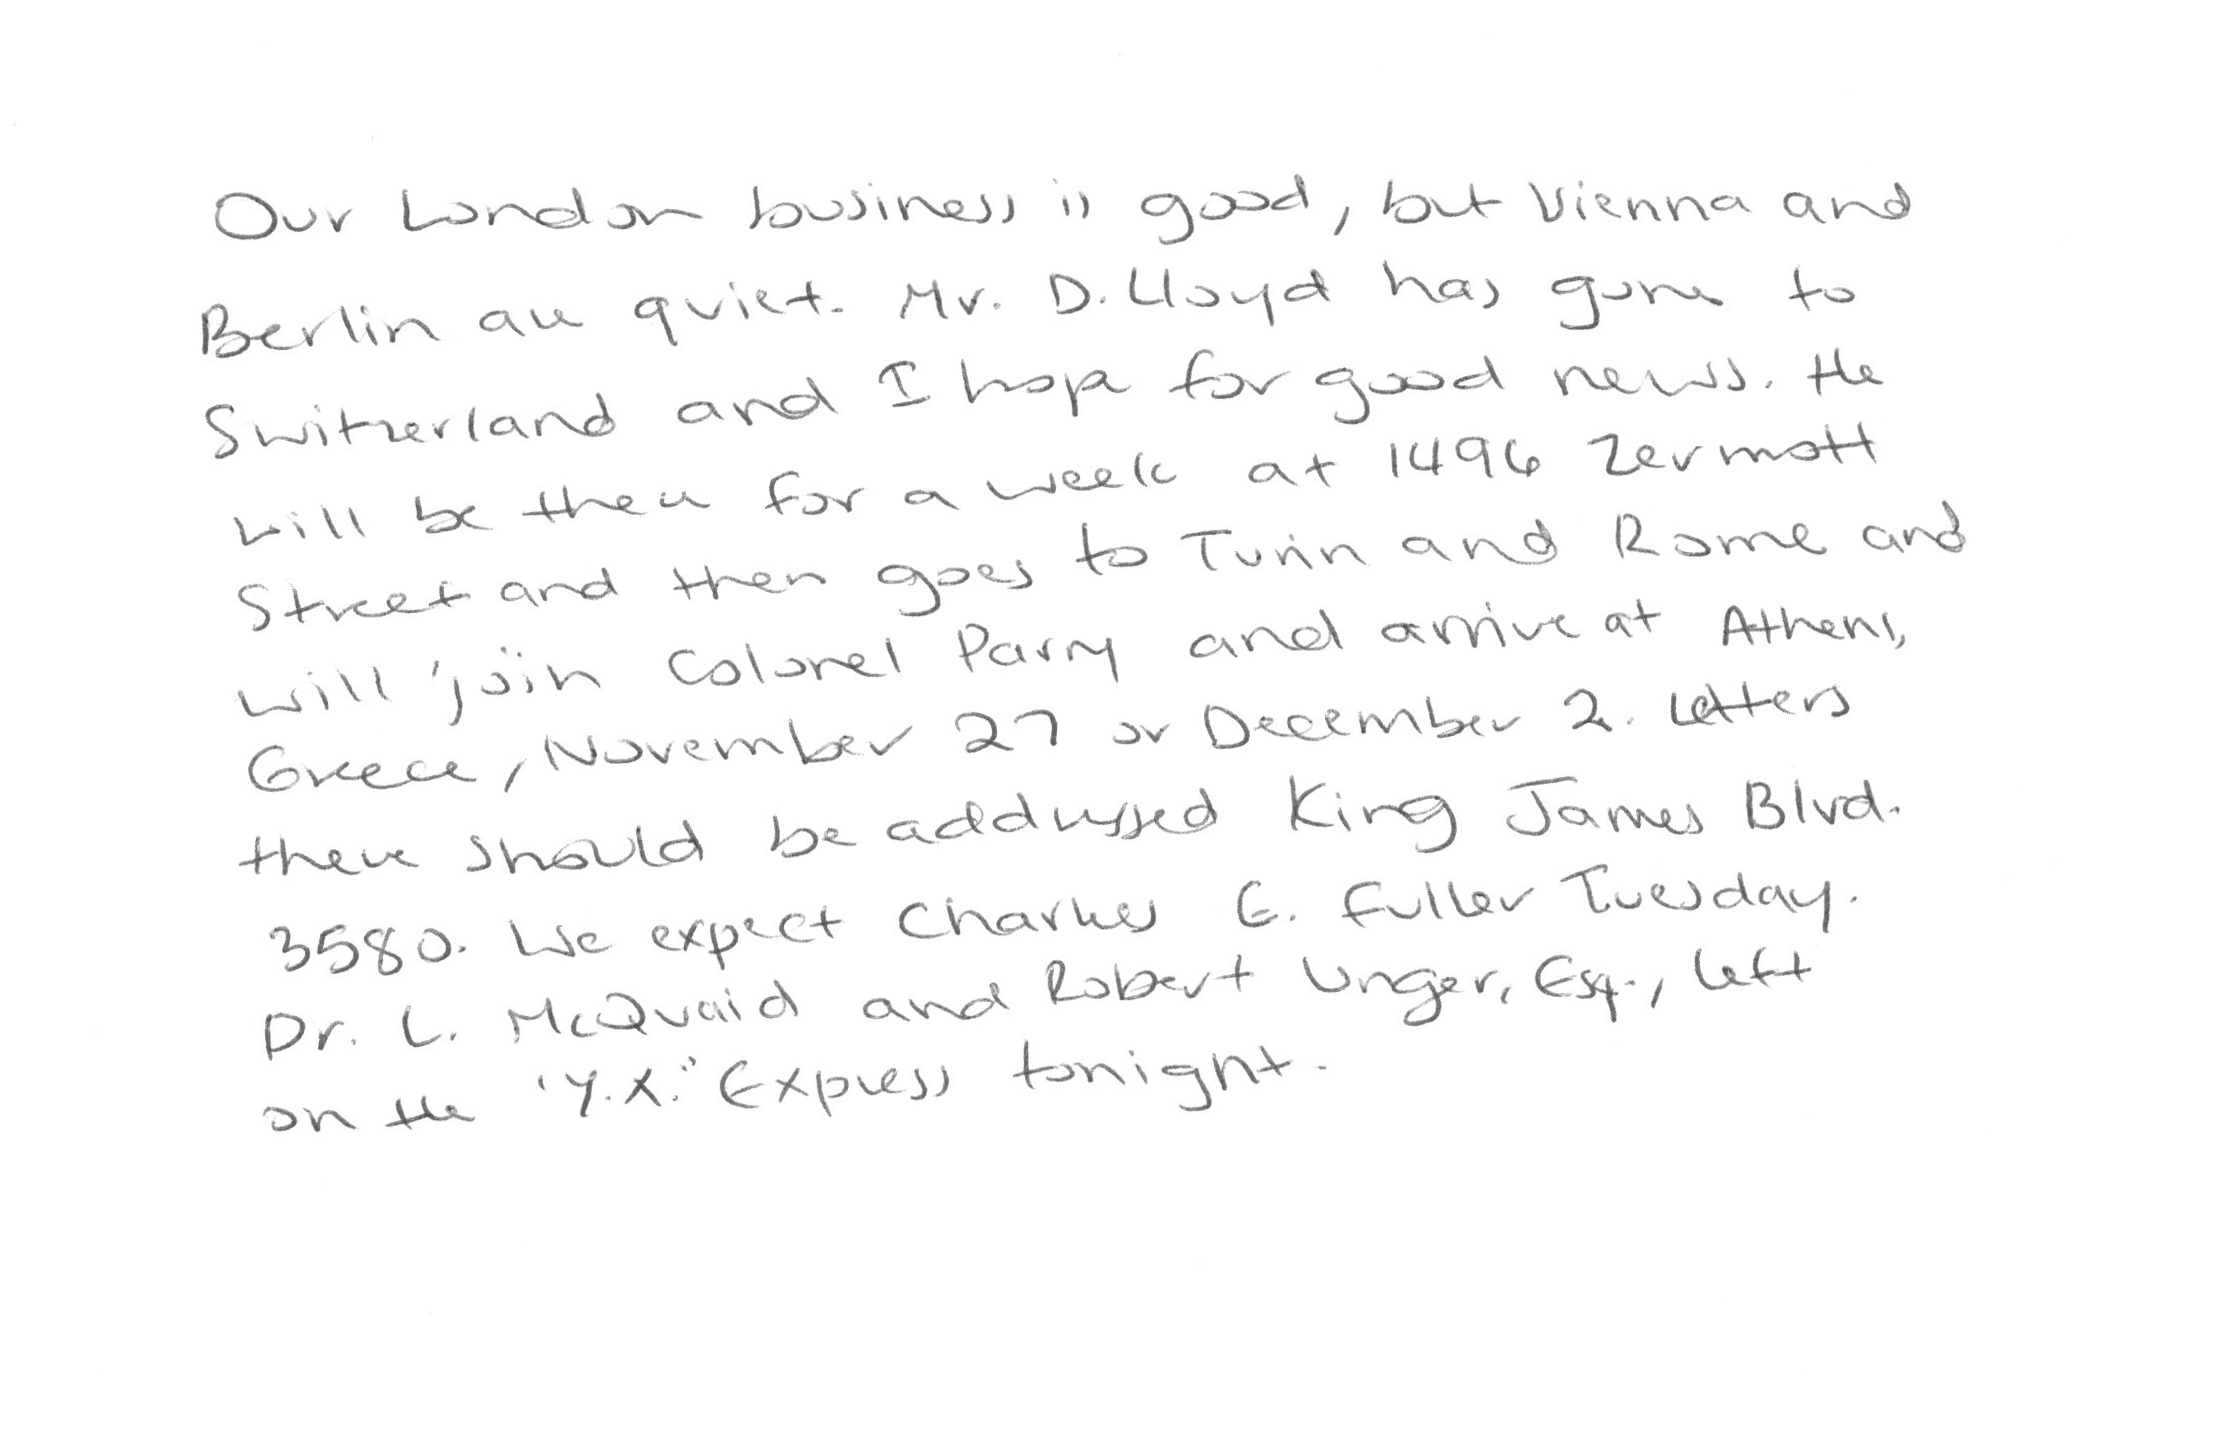 Our London business is good, but Vienna and
Berlin are quiet. Mr. D. Lloyd has gone to
Switzerland and I hope for good news. He
will be there for a week at 1496 Zermott
Street and then goes to Turin and Rome and
will join Colonel Parry and arrive at Athens,
Greece, November 27 or December 2. Letters
there should be addressed King James Blvd.
3580. We expect Charles E. Fuller Tuesday.
Dr. L. McQuaid and Robert Unger, Esq., left
on the "Y.X." Express tonight.